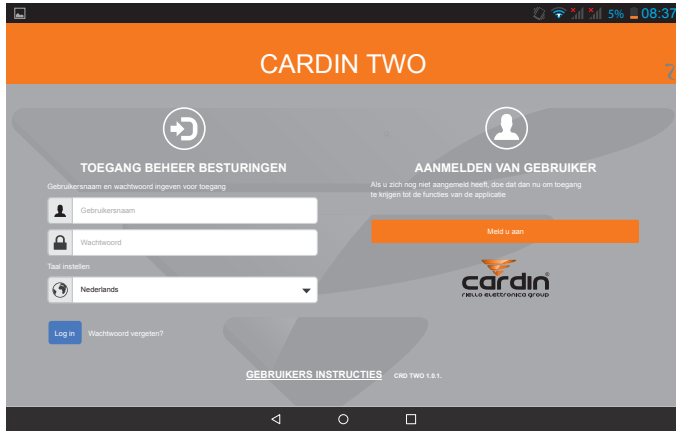 5% 08:37
CARDIN TWO
TOEGANG BEHEER BESTURINGEN
Gebruikersnaam en wachtwoord ingeven voor toegang
Gebruikersnaam
Wachtwoord
Taal instellen
Nederlands
Log in Wachtwoord vergeten?
AANMELDEN VAN GEBRUIKER
Als u zich nog niet aangemeld heeft, doe dat dan nu om toegang
te krijgen tot de functies van de applicatie
Meld u aan
cardin
riello elettronica group
GEBRUIKERS INSTRUCTIES CRD TWO 1.0.1.